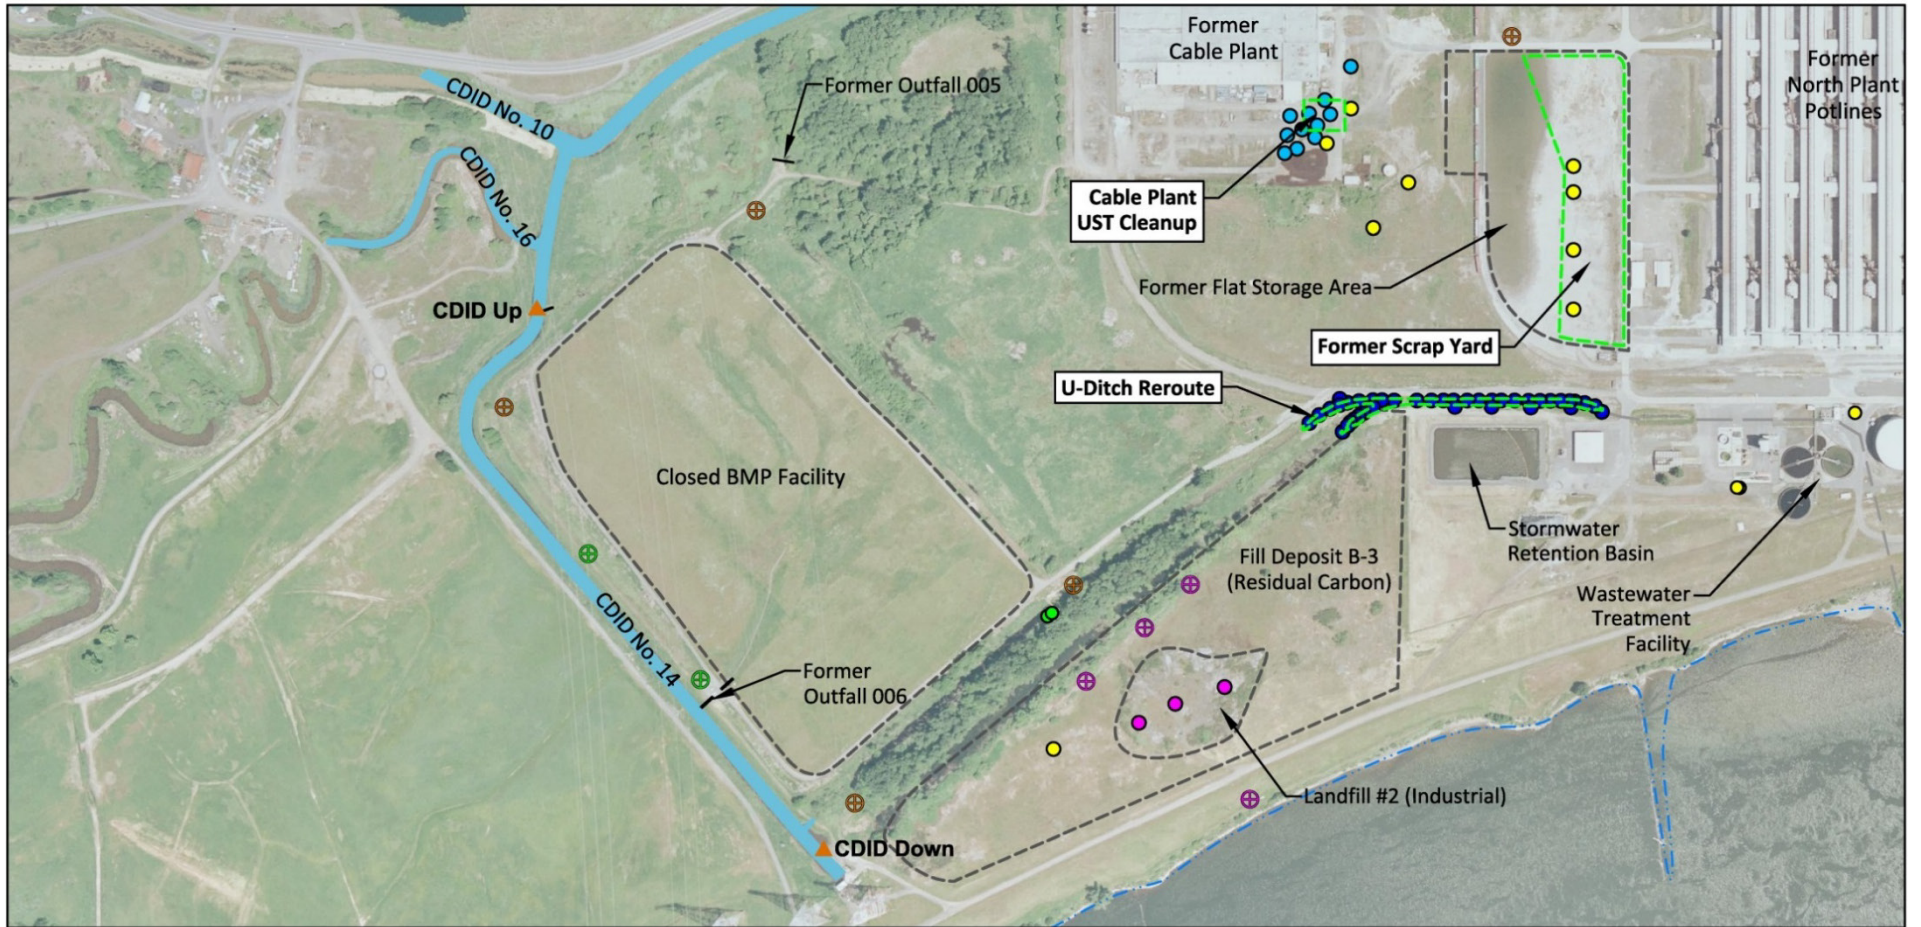 Former
Cable Plant
Former
North Plant
Potlines
CDID No. 10
Former Outfall 005
CDID No. 16
Cable Plant
UST Cleanup
Former Flat Storage Area
CDID Up
Former Scrap Yard
U-Ditch Reroute
Closed BMP Facility
Stormwater
Retention Basin
Fill Deposit B-3
(Residual Carbon)
Wastewater
Treatment
Facility
CDID No. 14
Former
Outfall 006
Landfill #2 (Industrial)
CDID Down